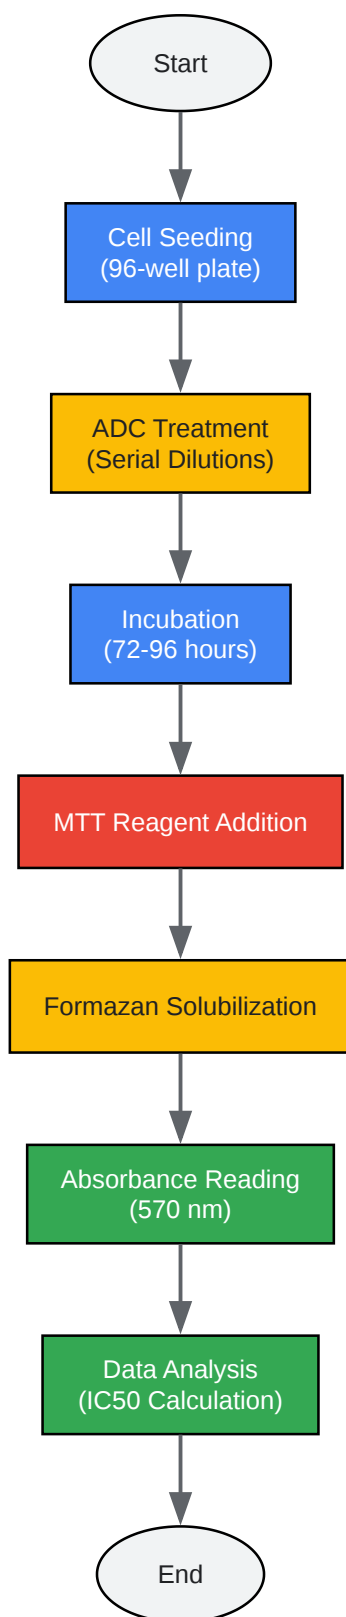 Start
Cell Seeding
(96-well plate)
ADC Treatment
(Serial Dilutions)
Incubation
(72-96 hours)
MTT Reagent Addition
Formazan Solubilization
Absorbance Reading
(570 nm)
Data Analysis
(IC50 Calculation)
End